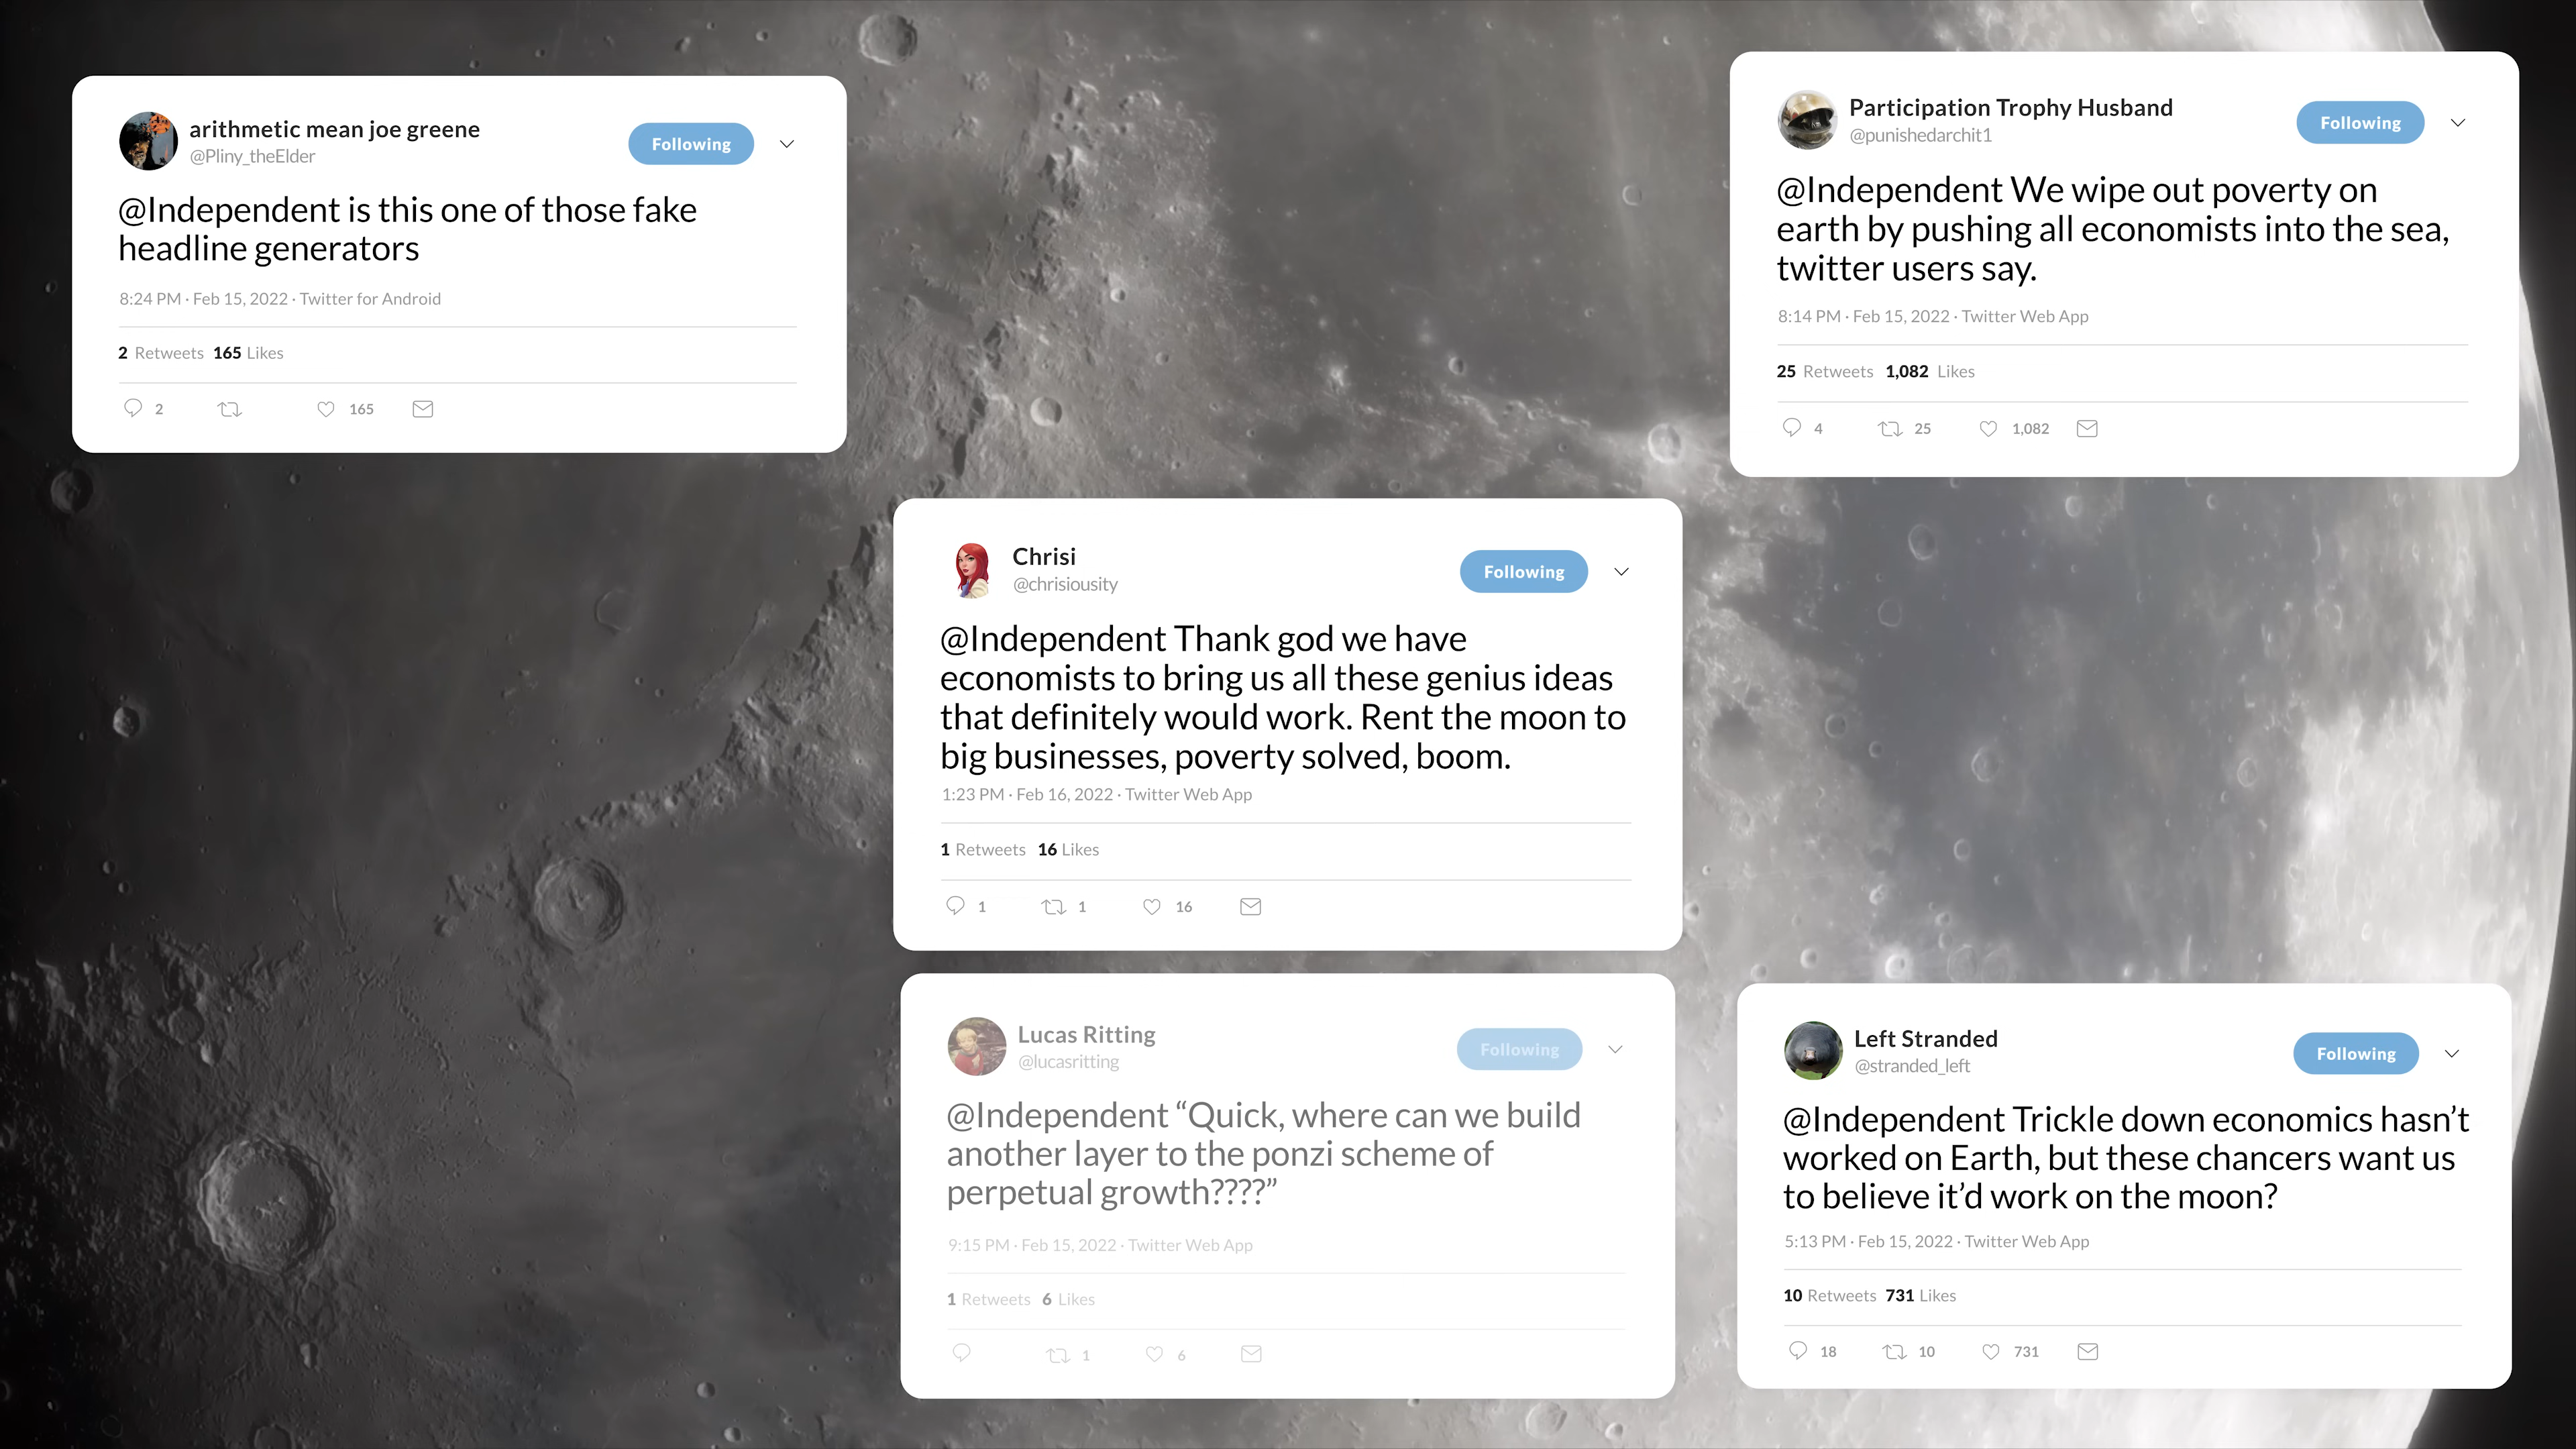 arithmetic mean joe greene
@Pliny_theElder
Following
@Independent is this one of those fake
headline generators
8:24 PM · Feb 15, 2022 · Twitter for Android
2 Retweets 165 Likes
2 165
Participation Trophy Husband
@punishedarchit1
Following
@Independent We wipe out poverty on
earth by pushing all economists into the sea,
twitter users say.
8:14 PM · Feb 15, 2022 · Twitter Web App
25 Retweets 1,082 Likes
4 25 1,082
Chrisi
@chrisiousity
Following
@Independent Thank god we have
economists to bring us all these genius ideas
that definitely would work. Rent the moon to
big businesses, poverty solved, boom.
1:23 PM · Feb 16, 2022 · Twitter Web App
1 Retweets 16 Likes
1 1 16
Lucas Ritting
@lucasritting
Following
@Independent “Quick, where can we build
another layer to the ponzi scheme of
perpetual growth????”
9:15 PM · Feb 15, 2022 · Twitter Web App
1 Retweets 6 Likes
1 6
Left Stranded
@stranded_left
Following
@Independent Trickle down economics hasn’t
worked on Earth, but these chancers want us
to believe it’d work on the moon?
5:13 PM · Feb 15, 2022 · Twitter Web App
10 Retweets 731 Likes
18 10 731